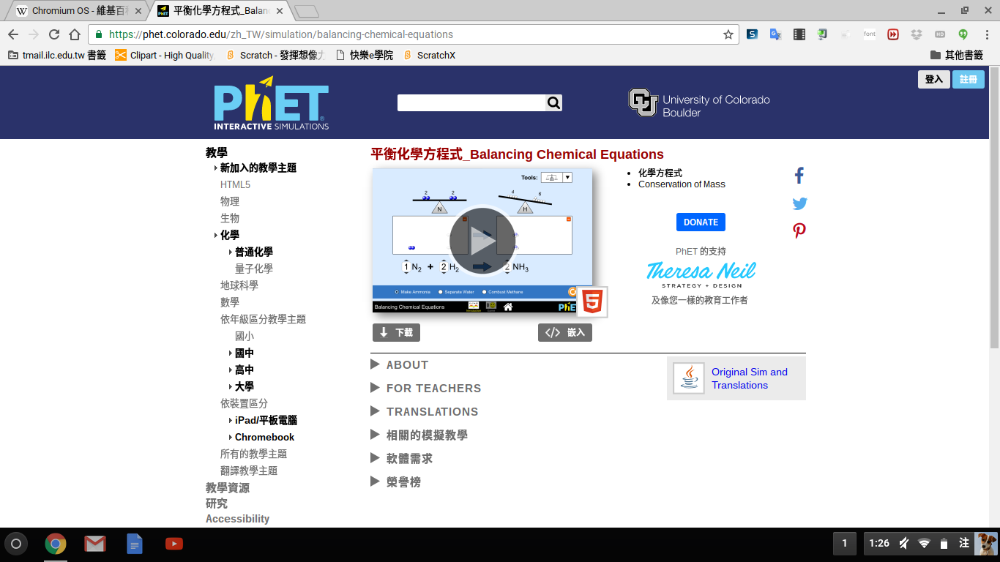 Chromium OS - 維基百科
平衡化學方程式_Balanc
https://phet.colorado.edu/zh_TW/simulation/balancing-chemical-equations
tmail.ilc.edu.tw 書籤
Clipart - High Quality
Scratch - 發揮想像力
快樂e學院
ScratchX
其他書籤
登入
註冊
PhET
INTERACTIVE SIMULATIONS
University of Colorado
Boulder
教學
新加入的教學主題
HTML5
物理
生物
化學
普通化學
量子化學
地球科學
數學
依年級區分教學主題
國小
國中
高中
大學
依裝置區分
iPad/平板電腦
Chromebook
所有的教學主題
翻譯教學主題
教學資源
研究
Accessibility
平衡化學方程式_Balancing Chemical Equations
Tools:
2 2 4 6
N H
1 N2 + 2 H2 2 NH3
Make Ammonia Separate Water Combust Methane
Balancing Chemical Equations
Introduction
Game
PhET
5
下載
嵌入
化學方程式
Conservation of Mass
DONATE
PhET 的支持
Theresa Neil
STRATEGY + DESIGN
及像您一樣的教育工作者
ABOUT
FOR TEACHERS
TRANSLATIONS
相關的模擬教學
軟體需求
榮譽榜
Original Sim and
Translations
1
1:26
注